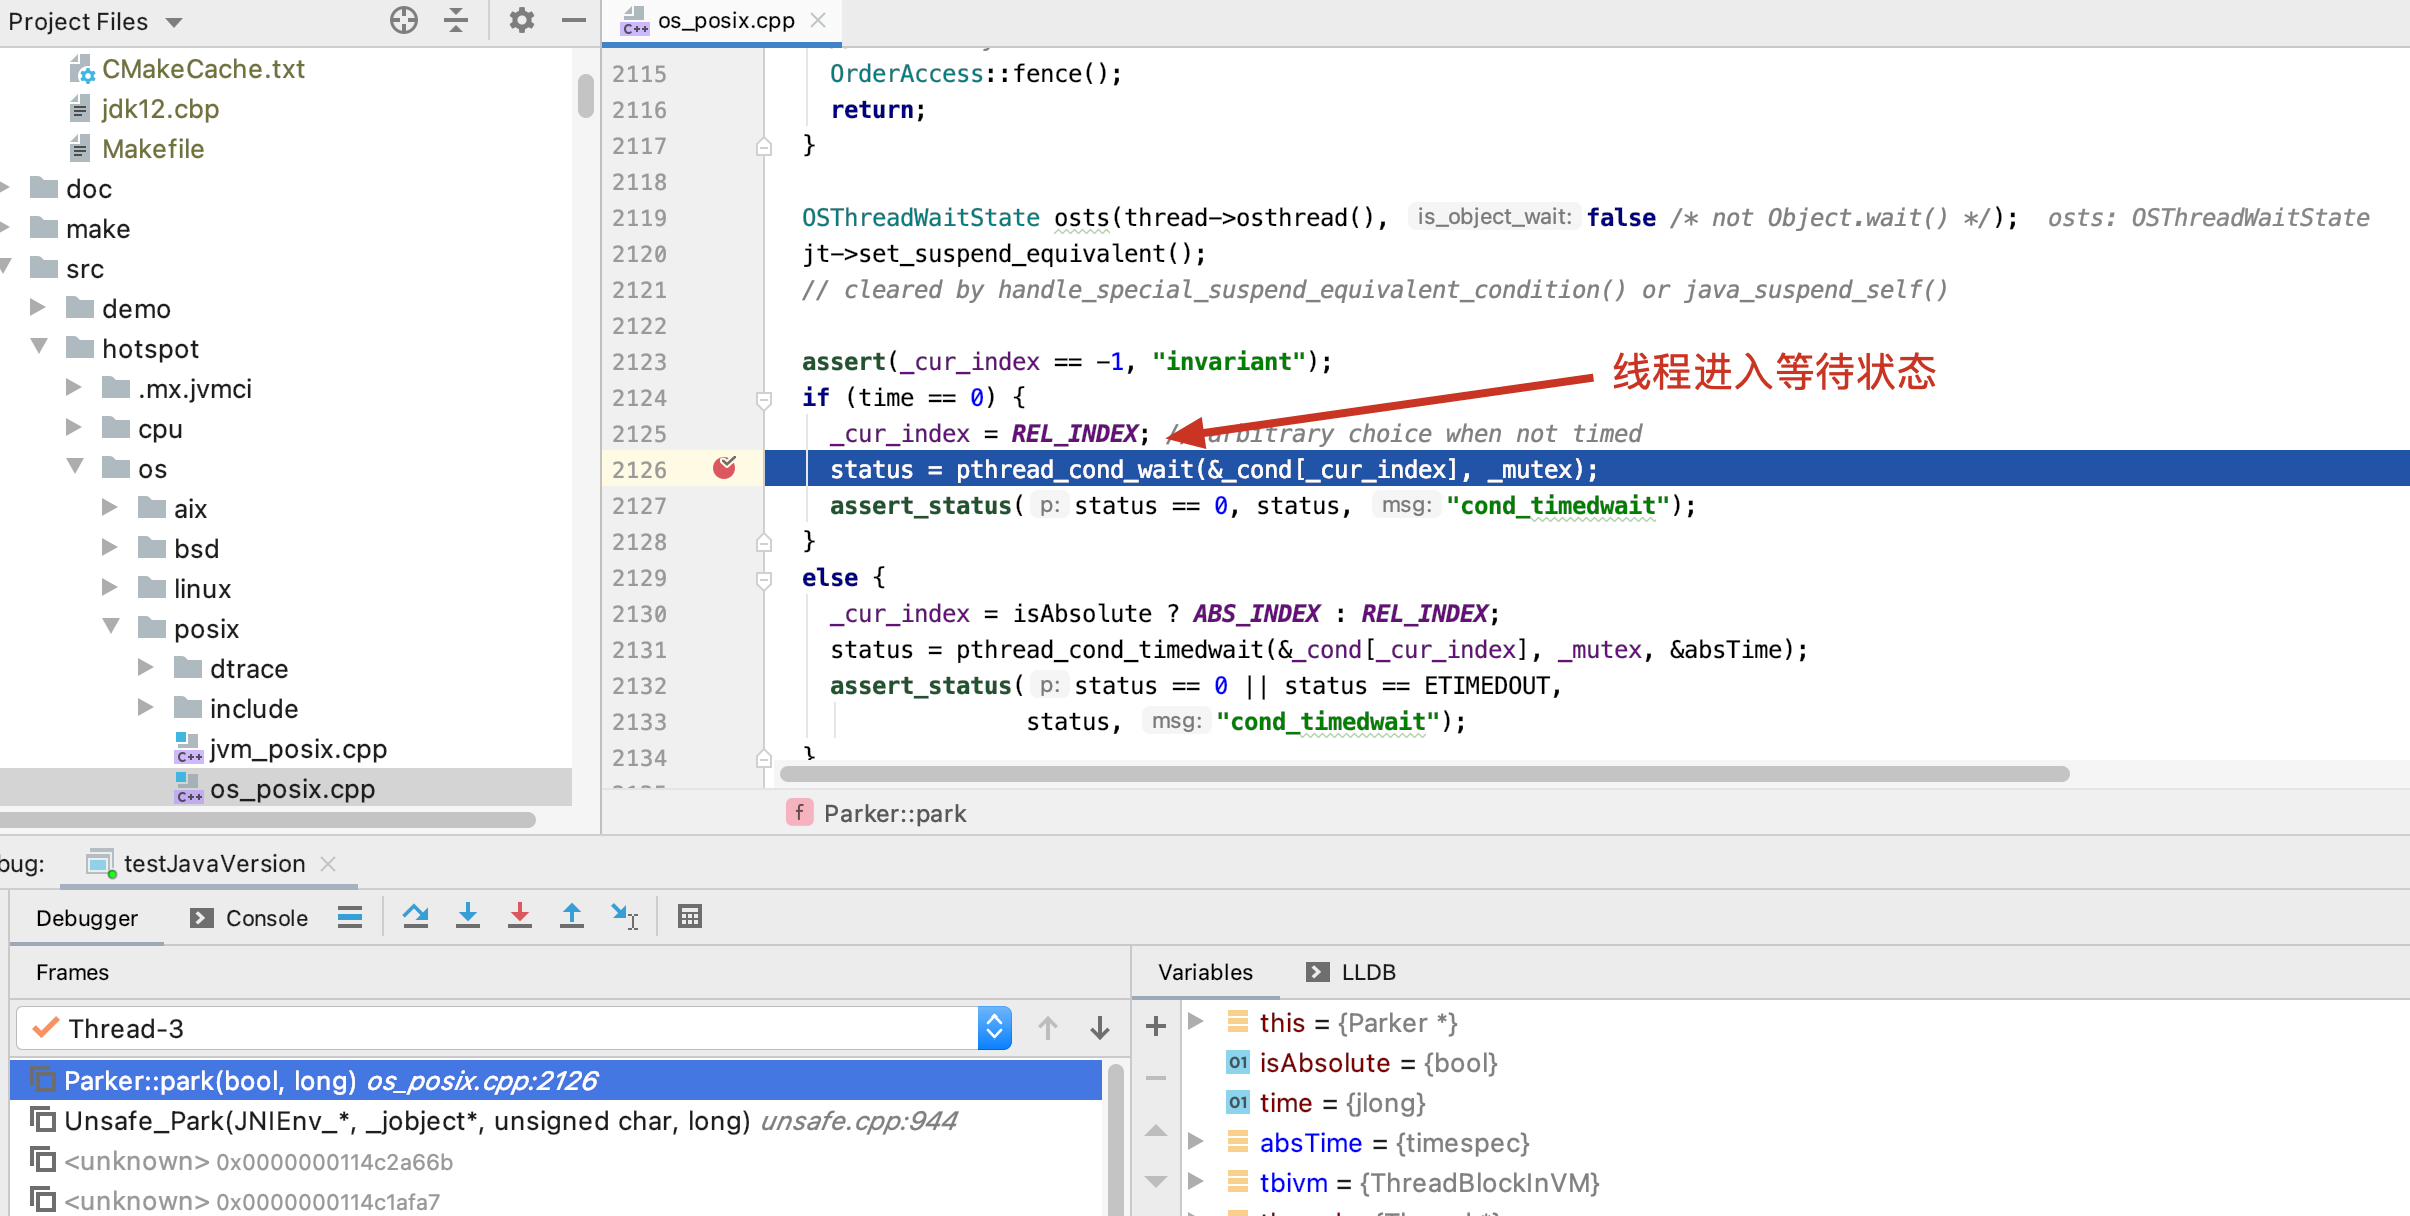 Project Files
os_posix.cpp
CMakeCache.txt
jdk12.cbp
Makefile
doc
make
src
demo
hotspot
.mx.jvmci
cpu
os
aix
bsd
linux
posix
dtrace
include
jvm_posix.cpp
os_posix.cpp
2115 OrderAccess::fence();
2116 return;
2117 }
2118
2119 OSThreadWaitState osts(thread->osthread(), is_object_wait: false /* not Object.wait() */); osts: OSThreadWaitState
2120 jt->set_suspend_equivalent();
2121 // cleared by handle_special_suspend_equivalent_condition() or java_suspend_self()
2122
2123 assert(_cur_index == -1, "invariant");
线程进入等待状态
2124 if (time == 0) {
2125 _cur_index = REL_INDEX; // arbitrary choice when not timed
2126 status = pthread_cond_wait(&_cond[_cur_index], _mutex);
2127 assert_status( p: status == 0, status, msg: "cond_timedwait");
2128 }
2129 else {
2130 _cur_index = isAbsolute ? ABS_INDEX : REL_INDEX;
2131 status = pthread_cond_timedwait(&_cond[_cur_index], _mutex, &absTime);
2132 assert_status( p: status == 0 || status == ETIMEDOUT,
2133 status, msg: "cond_timedwait");
2134 }
f Parker::park
bug: testJavaVersion
Debugger Console
Frames
Thread-3
Parker::park(bool, long) os_posix.cpp:2126
Unsafe_Park(JNIEnv_*, _jobject*, unsigned char, long) unsafe.cpp:944
<unknown> 0x0000000114c2a66b
<unknown> 0x0000000114c1afa7
Variables LLDB
this = {Parker *}
isAbsolute = {bool}
time = {jlong}
absTime = {timespec}
tbivm = {ThreadBlockInVM}